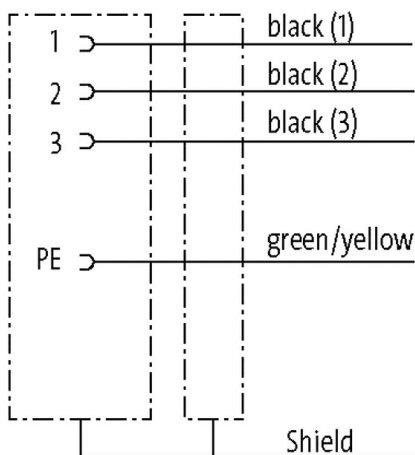 1 black (1)
2 black (2)
3 black (3)
PE green/yellow
Shield